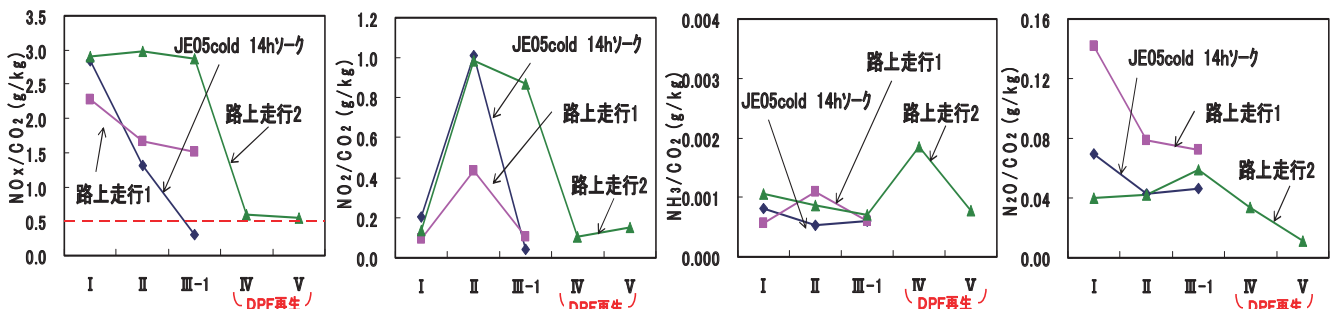 NOx/CO₂ (g/kg)
3.5
3.0
2.5
2.0
1.5
1.0
0.5
0.0
JE05cold 14hソーク
路上走行2
路上走行1
Ⅰ Ⅱ Ⅲ-1 Ⅳ Ⅴ
DPF再生
NO₂/CO₂ (g/kg)
1.2
1.0
0.8
0.6
0.4
0.2
0.0
JE05cold 14hソーク
路上走行1
路上走行2
Ⅰ Ⅱ Ⅲ-1 Ⅳ Ⅴ
DPF再生
NH₃/CO₂ (g/kg)
0.004
0.003
0.002
0.001
0.000
路上走行1
JE05cold 14hソーク
路上走行2
Ⅰ Ⅱ Ⅲ-1 Ⅳ Ⅴ
DPF再生
N₂O/CO₂ (g/kg)
0.16
0.12
0.08
0.04
0.00
JE05cold 14hソーク
路上走行1
路上走行2
Ⅰ Ⅱ Ⅲ-1 Ⅳ Ⅴ
DPF再生